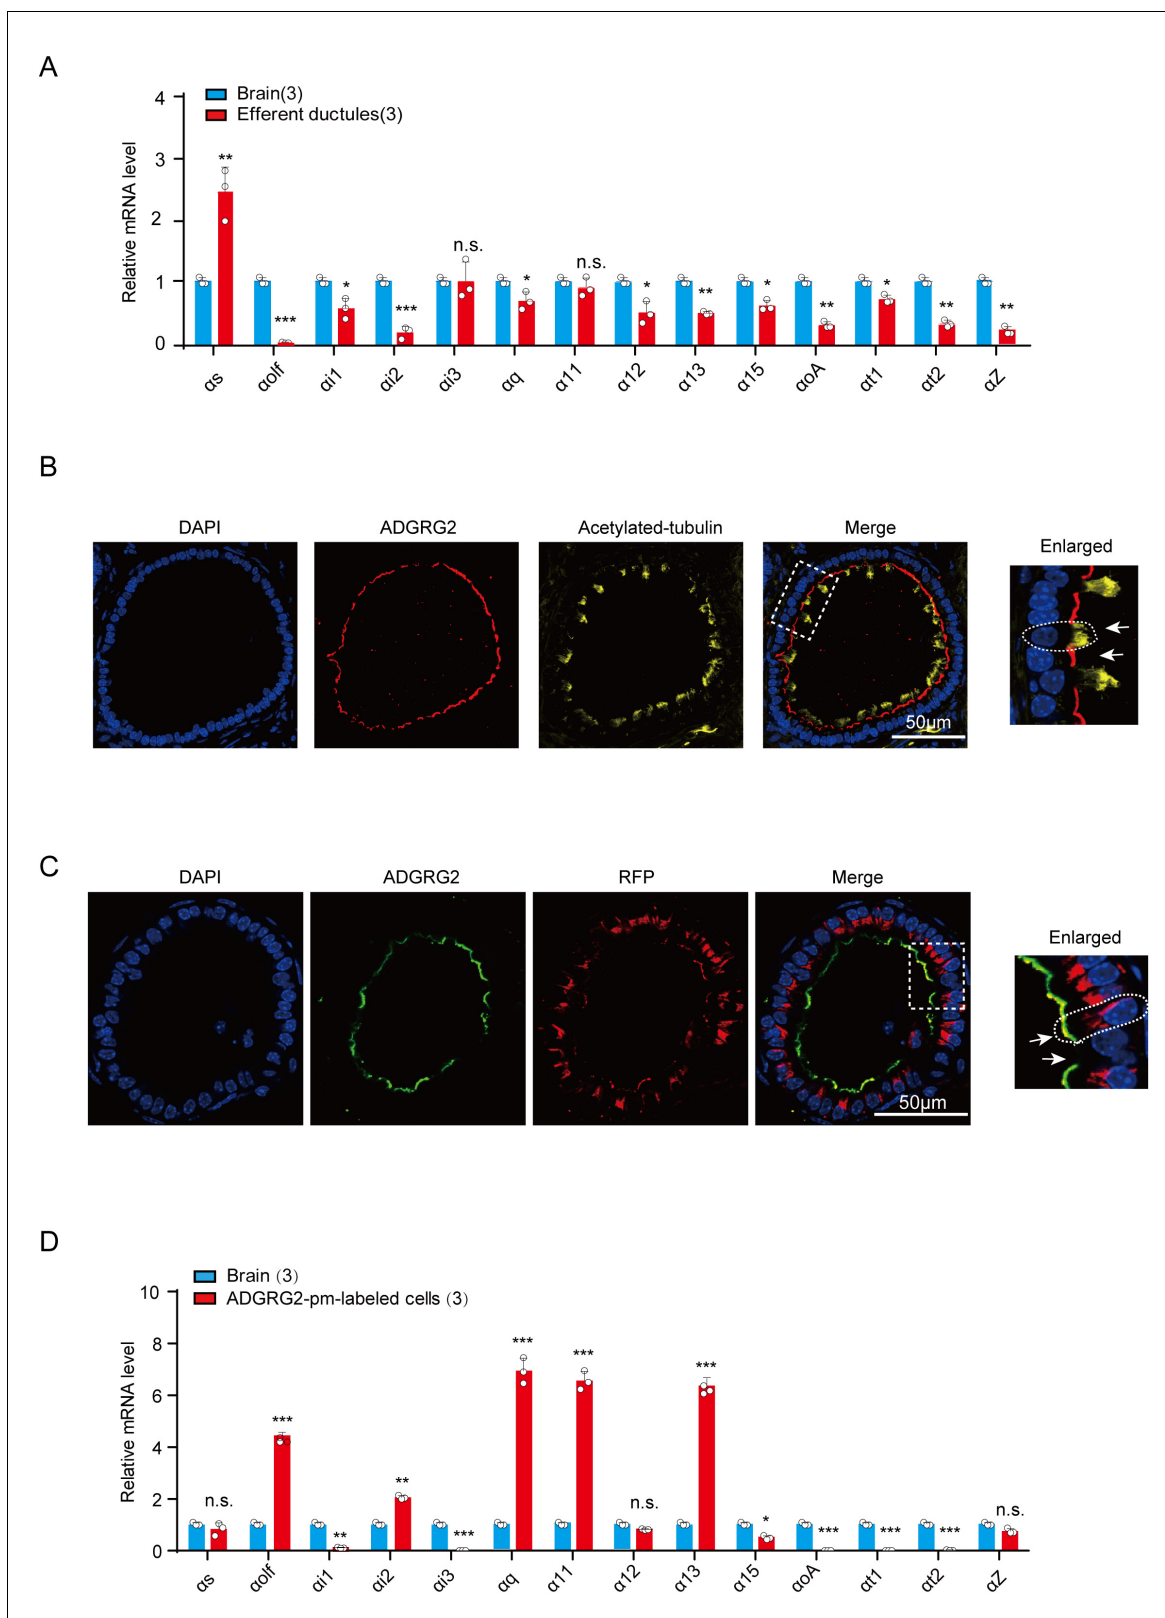 A
Brain(3)
Efferent ductules(3)
Relative mRNA level
4
3
2
1
0
**
***
*
***
n.s.
*
n.s.
*
**
*
**
*
**
**
αs αolf αi1 αi2 αi3 αq α11 α12 α13 α15 αoA αt1 αt2 αZ
B
DAPI ADGRG2 Acetylated-tubulin Merge Enlarged
50μm
C
DAPI ADGRG2 RFP Merge Enlarged
50μm
D
Brain (3)
ADGRG2-pm-labeled cells (3)
Relative mRNA level
10
8
6
4
2
0
n.s.
***
**
**
***
***
***
n.s.
***
*
***
***
***
n.s.
αs αolf αi1 αi2 αi3 αq α11 α12 α13 α15 αoA αt1 αt2 αZ